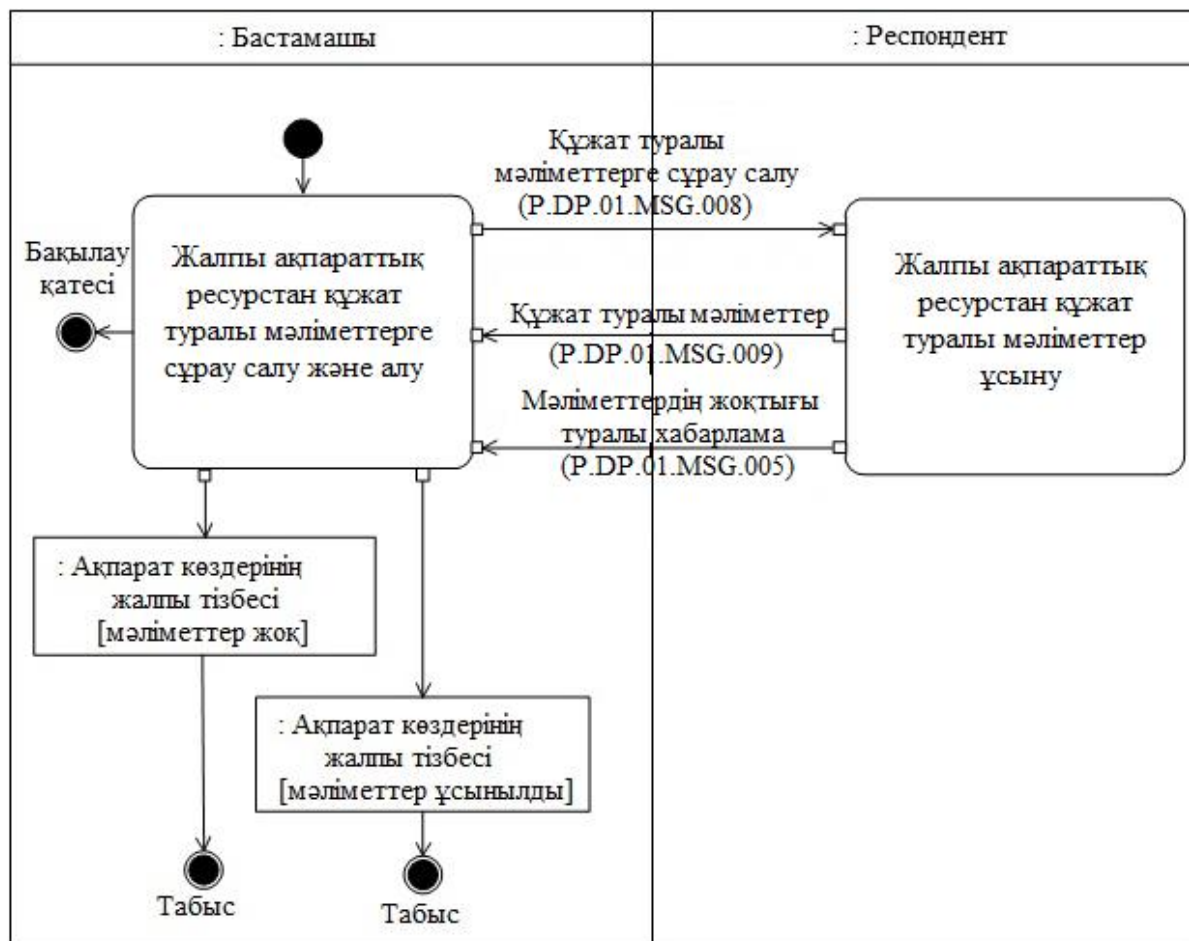 : Бастамашы
: Респондент
Құжат туралы
мәліметтерге сұрау салу
(P.DP.01.MSG.008)
Бақылау
қатесі
Жалпы ақпараттық
ресурстан құжат
туралы мәліметтерге
сұрау салу және алу
Құжат туралы мәліметтер
(P.DP.01.MSG.009)
Мәліметтердің жоқтығы
туралы хабарлама
(P.DP.01.MSG.005)
Жалпы ақпараттық
ресурстан құжат
туралы мәліметтер
ұсыну
: Ақпарат көздерінің
жалпы тізбесі
[мәліметтер жоқ]
: Ақпарат көздерінің
жалпы тізбесі
[мәліметтер ұсынылды]
Табыс
Табыс